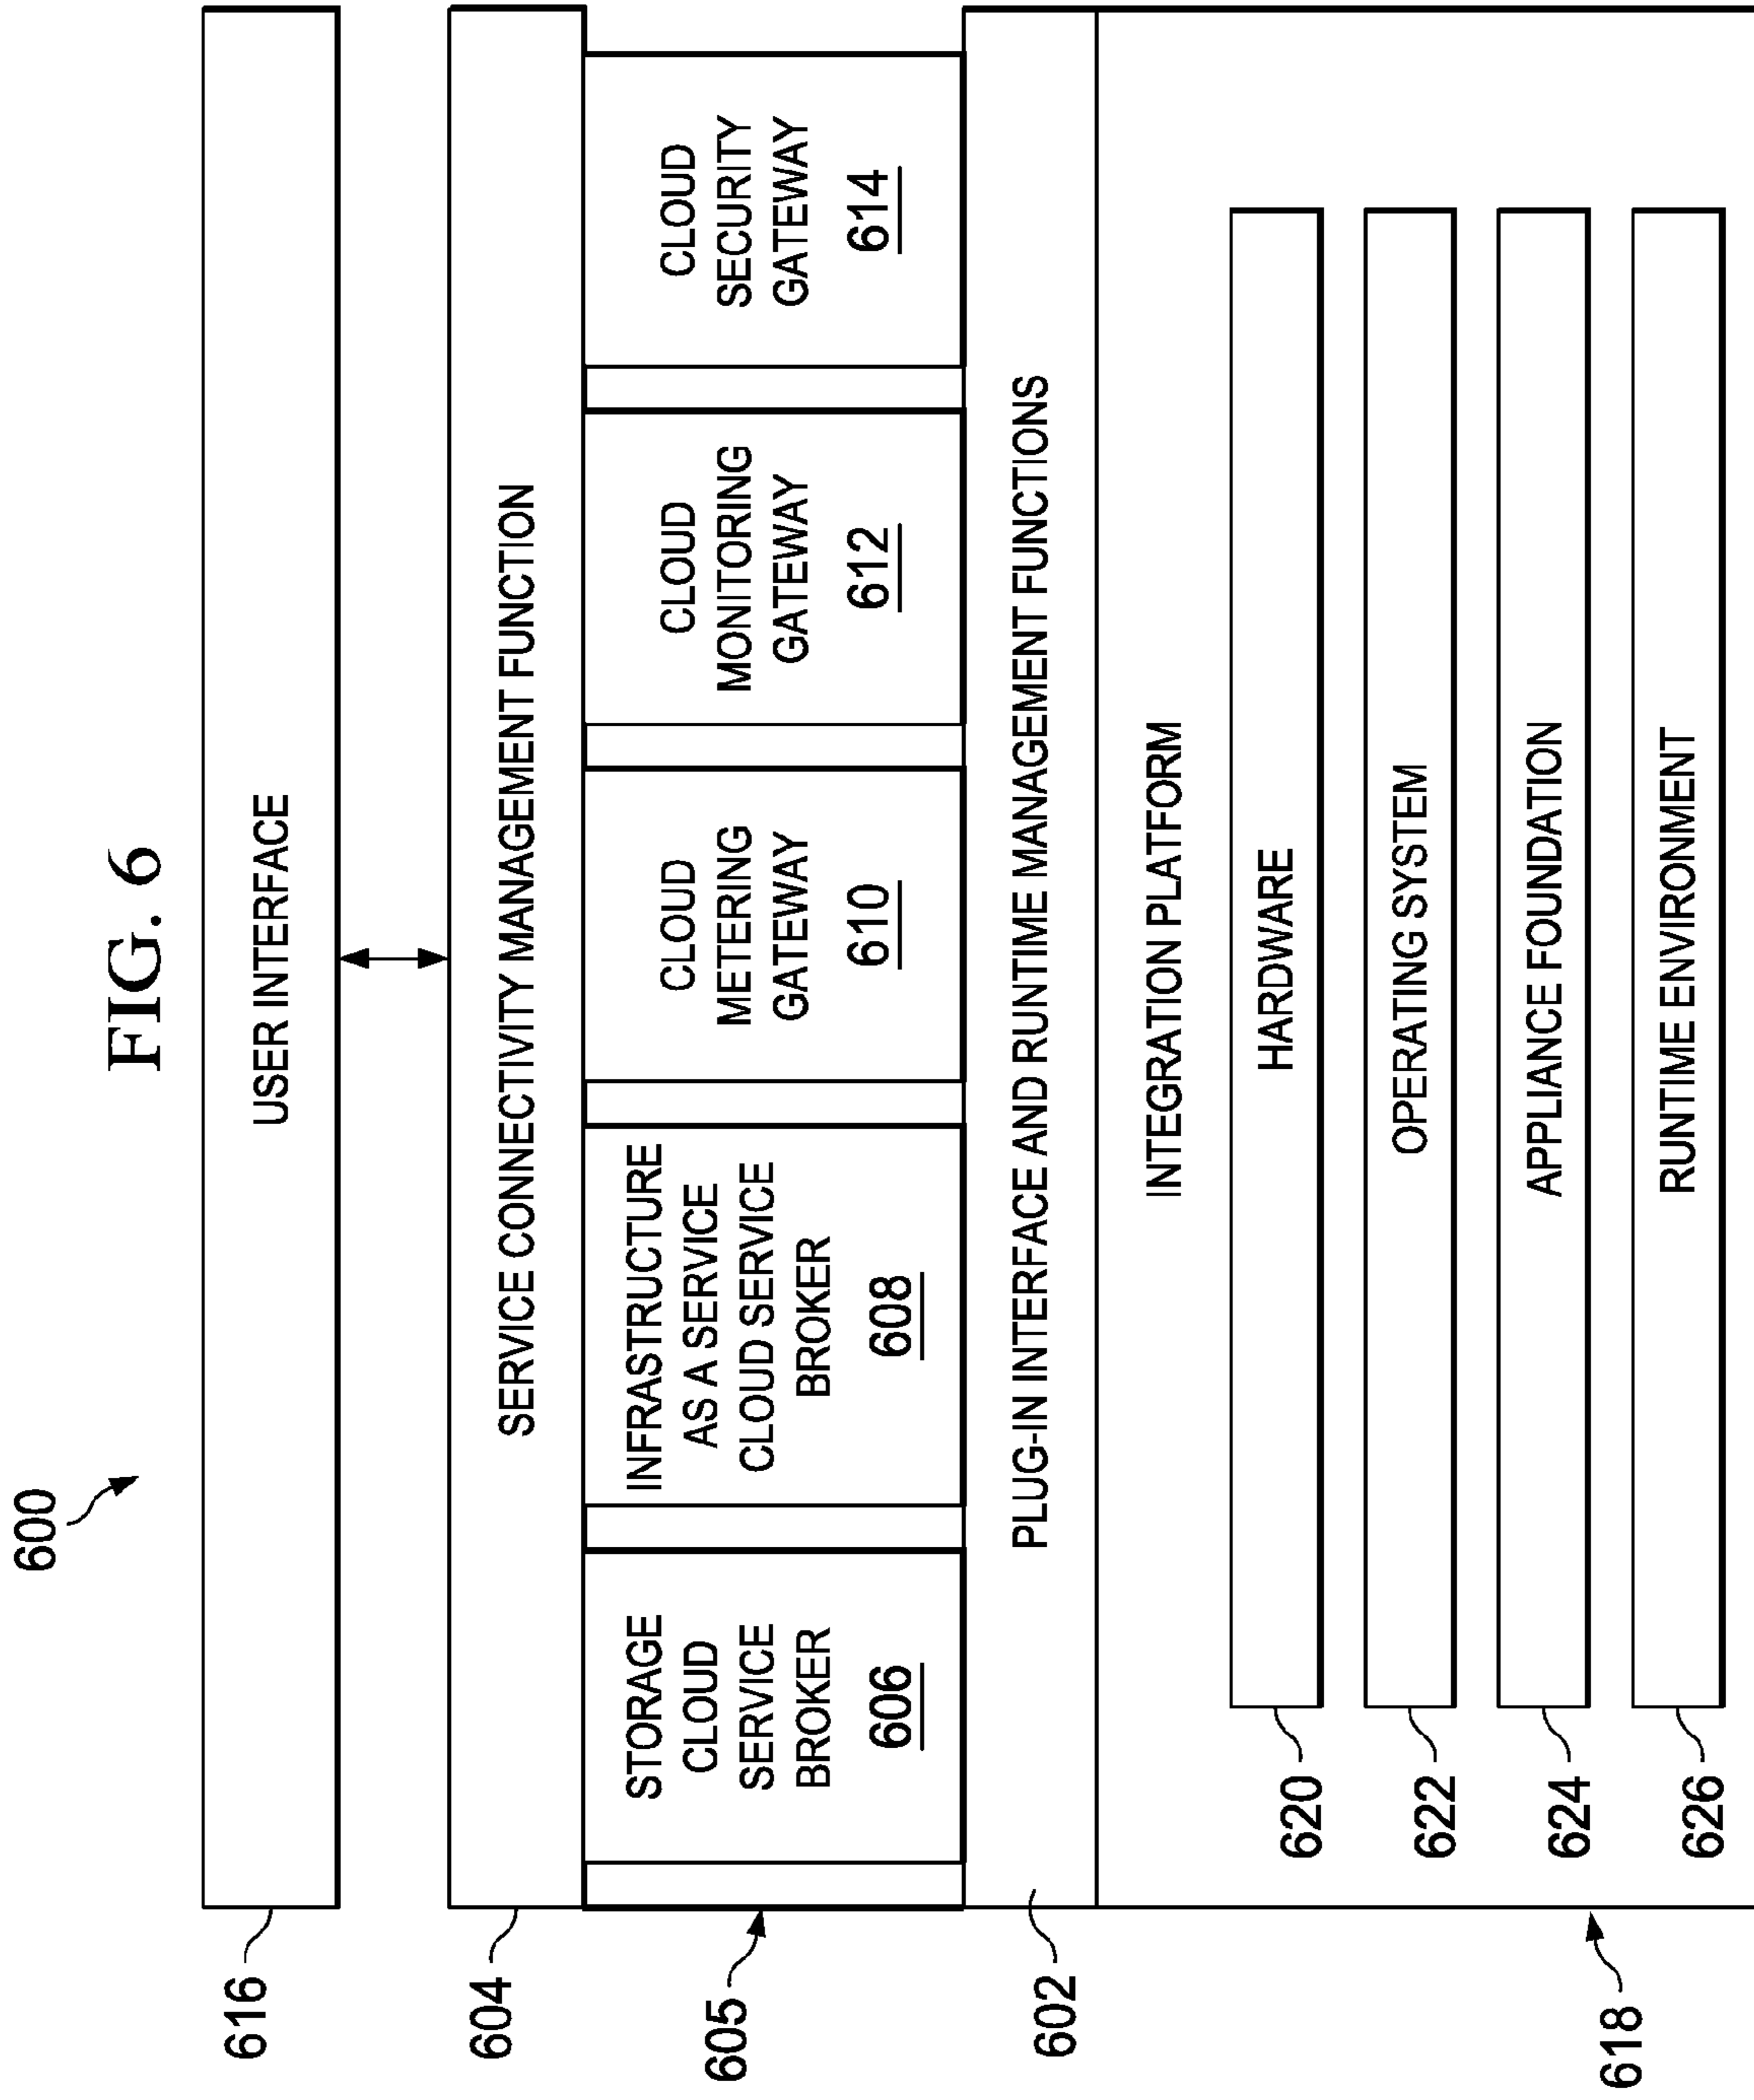 FIG. 6
600
616
USER INTERFACE
604
SERVICE CONNECTIVITY MANAGEMENT FUNCTION
605
STORAGE
CLOUD
SERVICE
BROKER
606
INFRASTRUCTURE
AS A SERVICE
CLOUD SERVICE
BROKER
608
CLOUD
METERING
GATEWAY
610
CLOUD
MONITORING
GATEWAY
612
CLOUD
SECURITY
GATEWAY
614
602
PLUG-IN INTERFACE AND RUNTIME MANAGEMENT FUNCTIONS
618
INTEGRATION PLATFORM
620
HARDWARE
622
OPERATING SYSTEM
624
APPLIANCE FOUNDATION
626
RUNTIME ENVIRONMENT